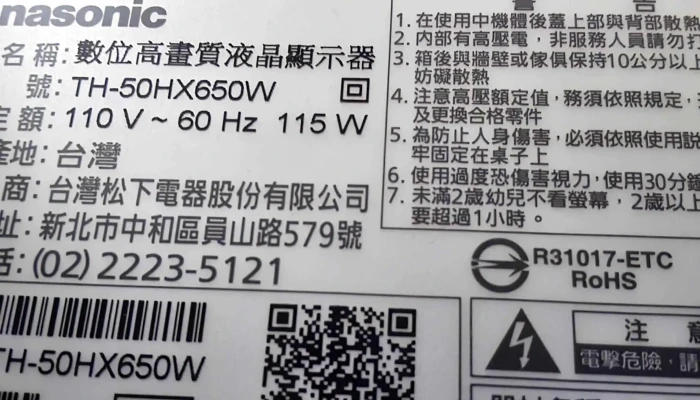 nasonic
名稱:數位高畫質液晶顯示器
號:TH-50HX650W
額:110 V ~ 60 Hz 115 W
產地:台灣
商:台灣松下電器股份有限公司
址:新北市中和區員山路579號
話:(02) 2223-5121
TH-50HX650W
警告
1. 在使用中機體後蓋上部與背部散熱
2. 內部有高壓電,非服務人員請勿打
3. 箱後與牆壁或傢俱保持10公分以上
妨礙散熱
4. 注意高壓額定值,務須依照規定,
及更換合格零件
5. 為防止人身傷害,必須依照使用說
牢固定在桌子上
6. 使用過度恐傷害視力,使用30分鐘
7. 未滿2歲幼兒不看螢幕,2歲以上
要超過1小時。
R31017-ETC
RoHS
注意
電擊危險,請